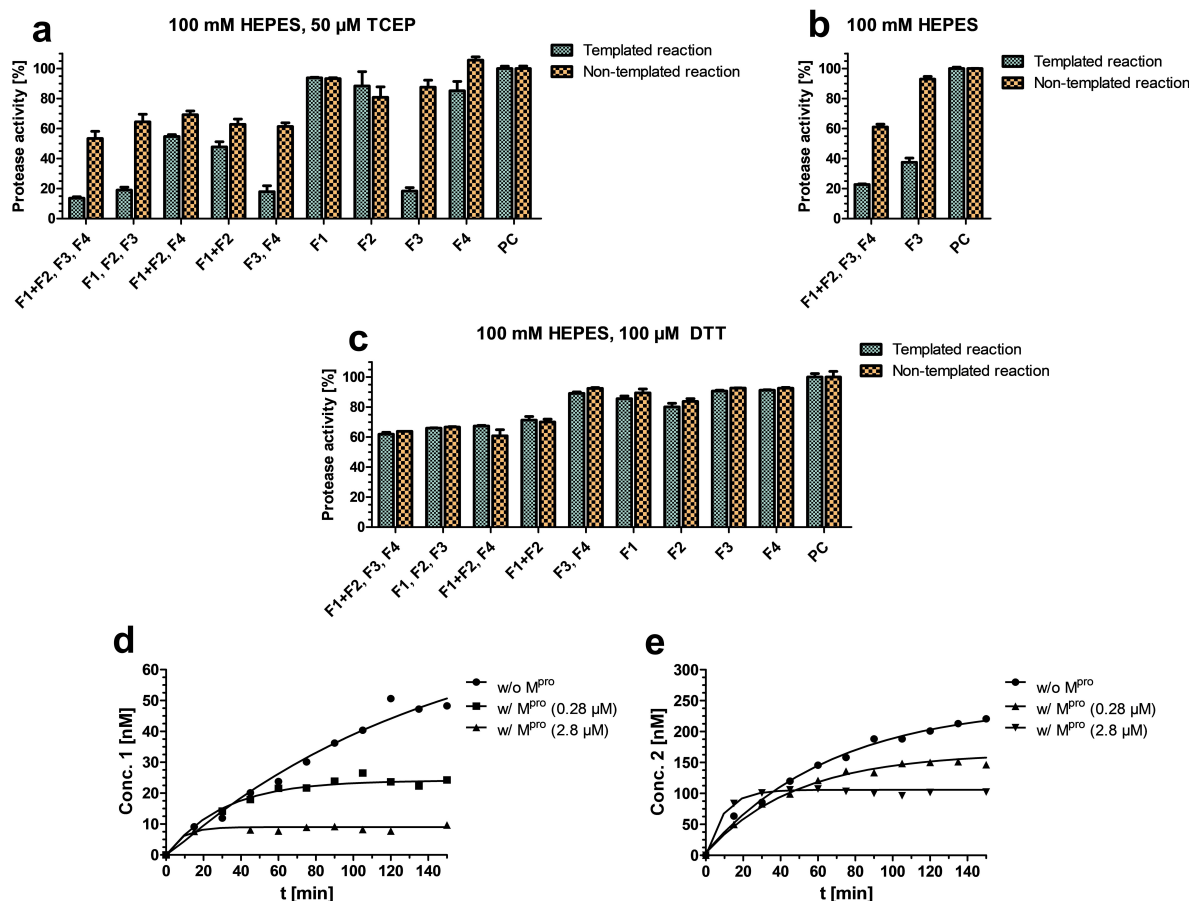 a
100 mM HEPES, 50 µM TCEP
Protease activity [%]
100
80
60
40
20
0
F1+F2, F3, F4
F1, F2, F3
F1+F2, F4
F1+F2
F3, F4
F1
F2
F3
F4
PC
Templated reaction
Non-templated reaction
b
100 mM HEPES
Protease activity [%]
100
80
60
40
20
0
F1+F2, F3, F4
F3
PC
Templated reaction
Non-templated reaction
c
100 mM HEPES, 100 µM DTT
Protease activity [%]
100
80
60
40
20
0
F1+F2, F3, F4
F1, F2, F3
F1+F2, F4
F1+F2
F3, F4
F1
F2
F3
F4
PC
Templated reaction
Non-templated reaction
d
Conc. 1 [nM]
60
50
40
30
20
10
0
0 20 40 60 80 100 120 140
t [min]
w/o Mpro
w/ Mpro (0.28 µM)
w/ Mpro (2.8 µM)
e
Conc. 2 [nM]
300
250
200
150
100
50
0
0 20 40 60 80 100 120 140
t [min]
w/o Mpro
w/ Mpro (0.28 µM)
w/ Mpro (2.8 µM)